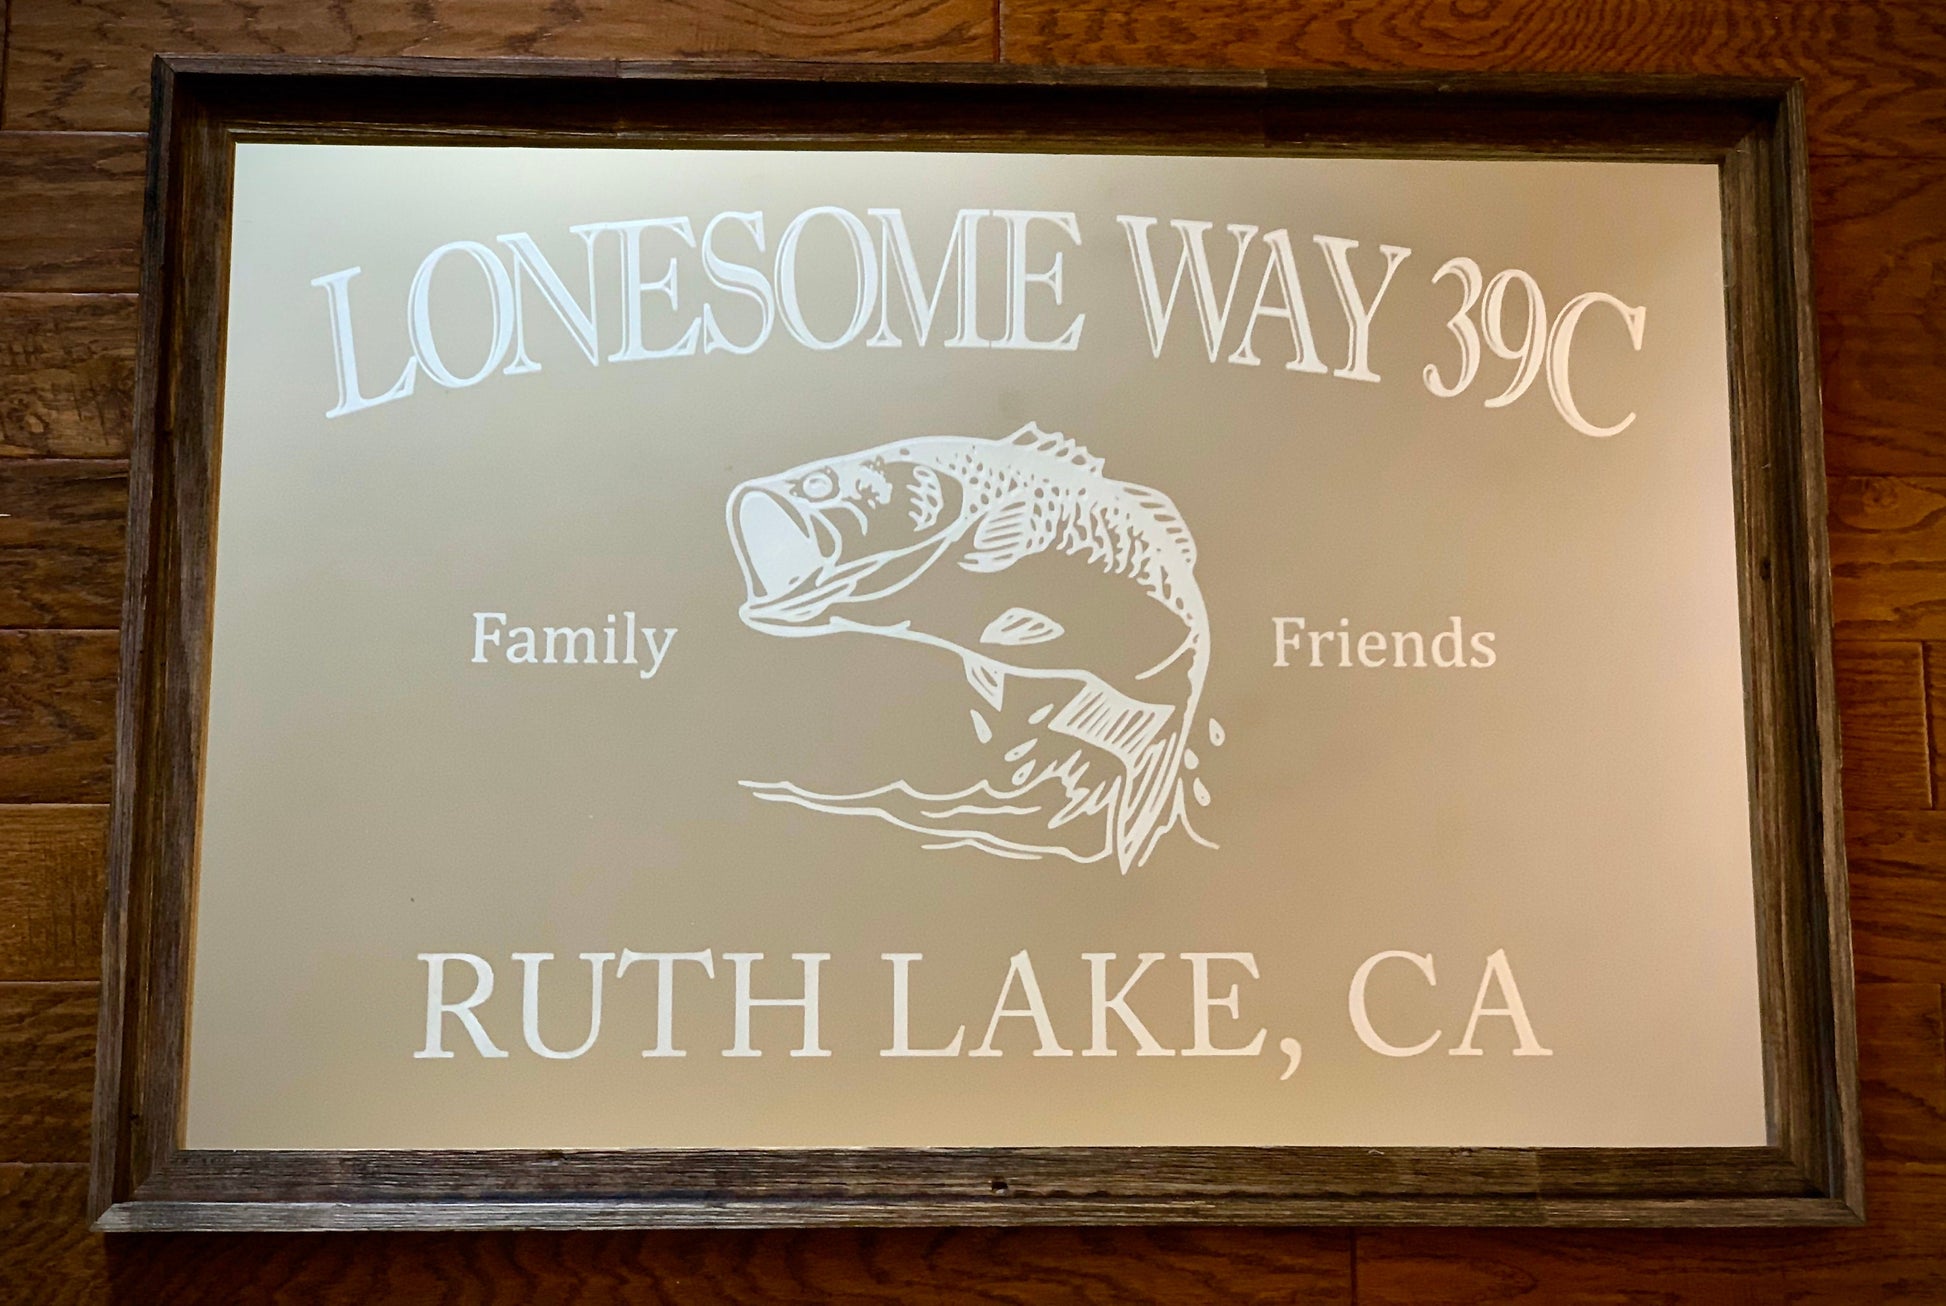 LONESOME WAY 39C
Family Friends
RUTH LAKE, CA